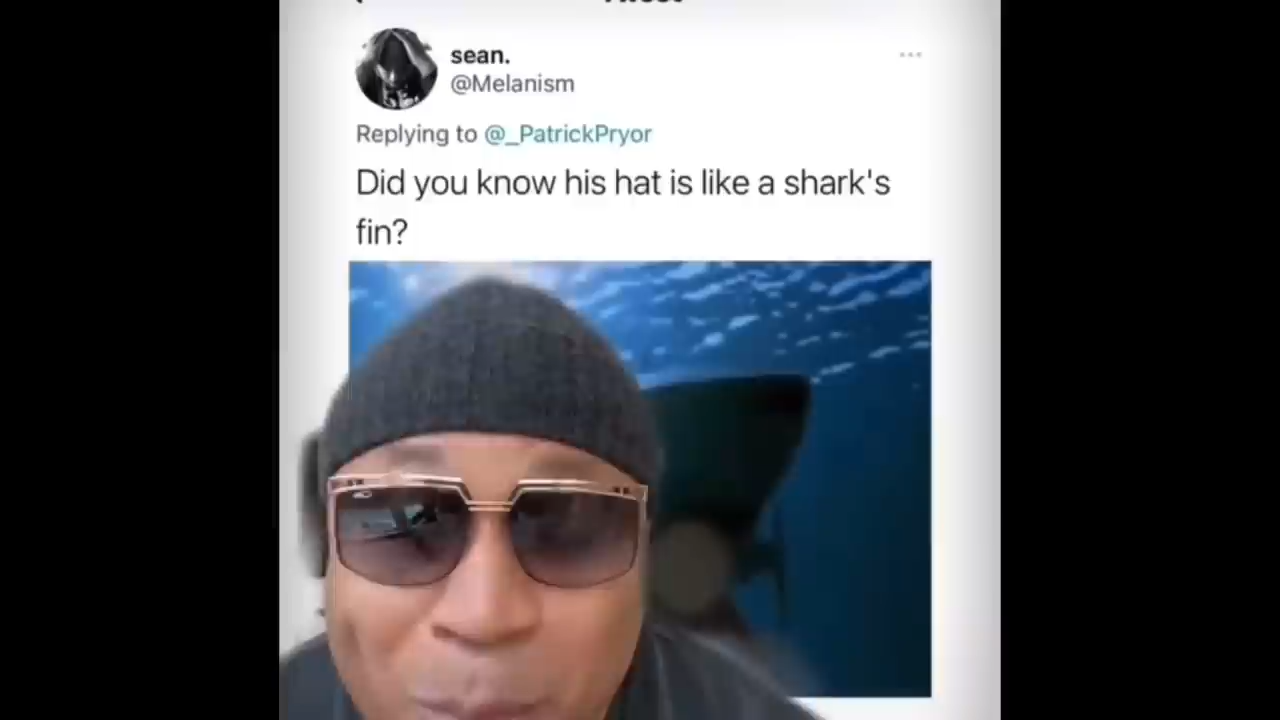 sean.
@Melanism
Replying to @_PatrickPryor
Did you know his hat is like a shark's
fin?